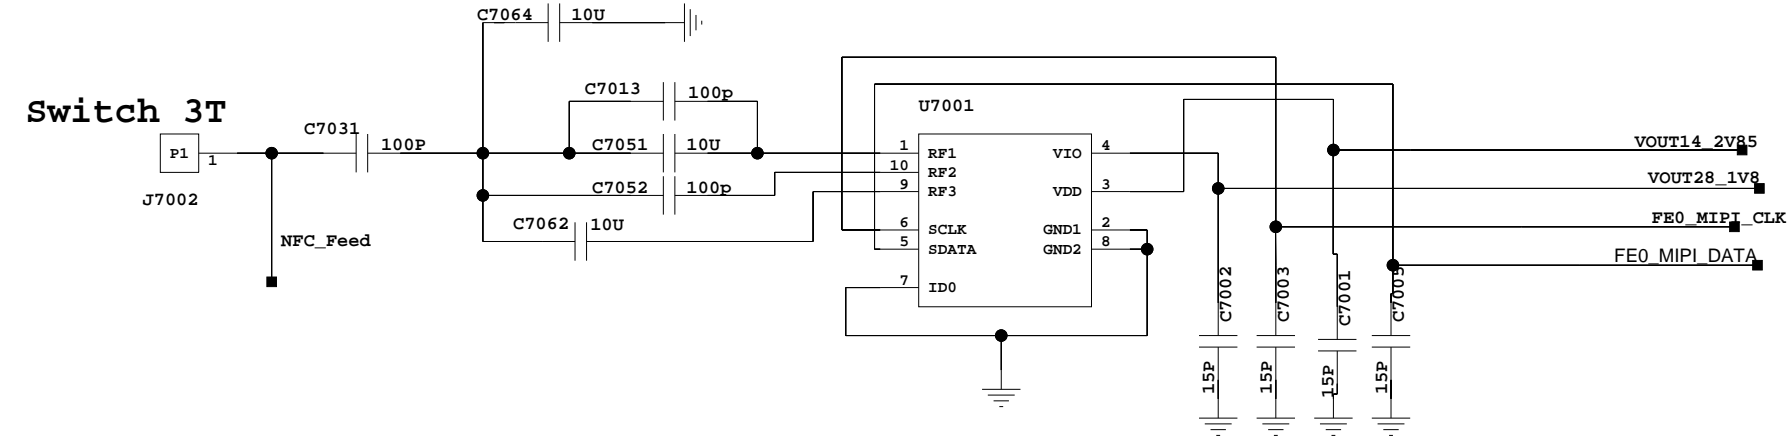 C7064 10U
Switch 3T
C7013 100p
U7001
C7031 100P
C7051 10U
P1 1
J7002
C7052 100p
C7062 10U
NFC_Feed
1 RF1 VIO 4
10 RF2
9 RF3 VDD 3
6 SCLK GND1 2
5 SDATA GND2 8
7 ID0
VOUT14_2V85
VOUT28_1V8
FE0_MIPI_CLK
FE0_MIPI_DATA
C7002 15P
C7003 15P
C7001 15P
C7005 15P